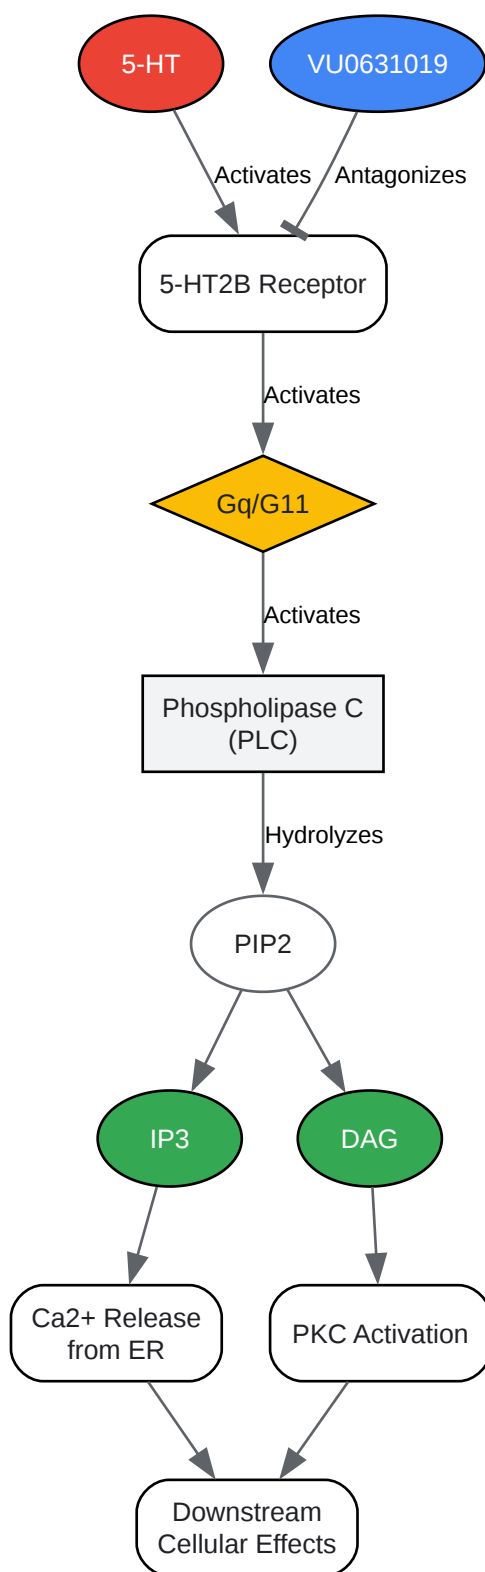 5-HT
VU0631019
Activates
Antagonizes
5-HT2B Receptor
Activates
Gq/G11
Activates
Phospholipase C
(PLC)
Hydrolyzes
PIP2
IP3
DAG
Ca2+ Release
from ER
PKC Activation
Downstream
Cellular Effects